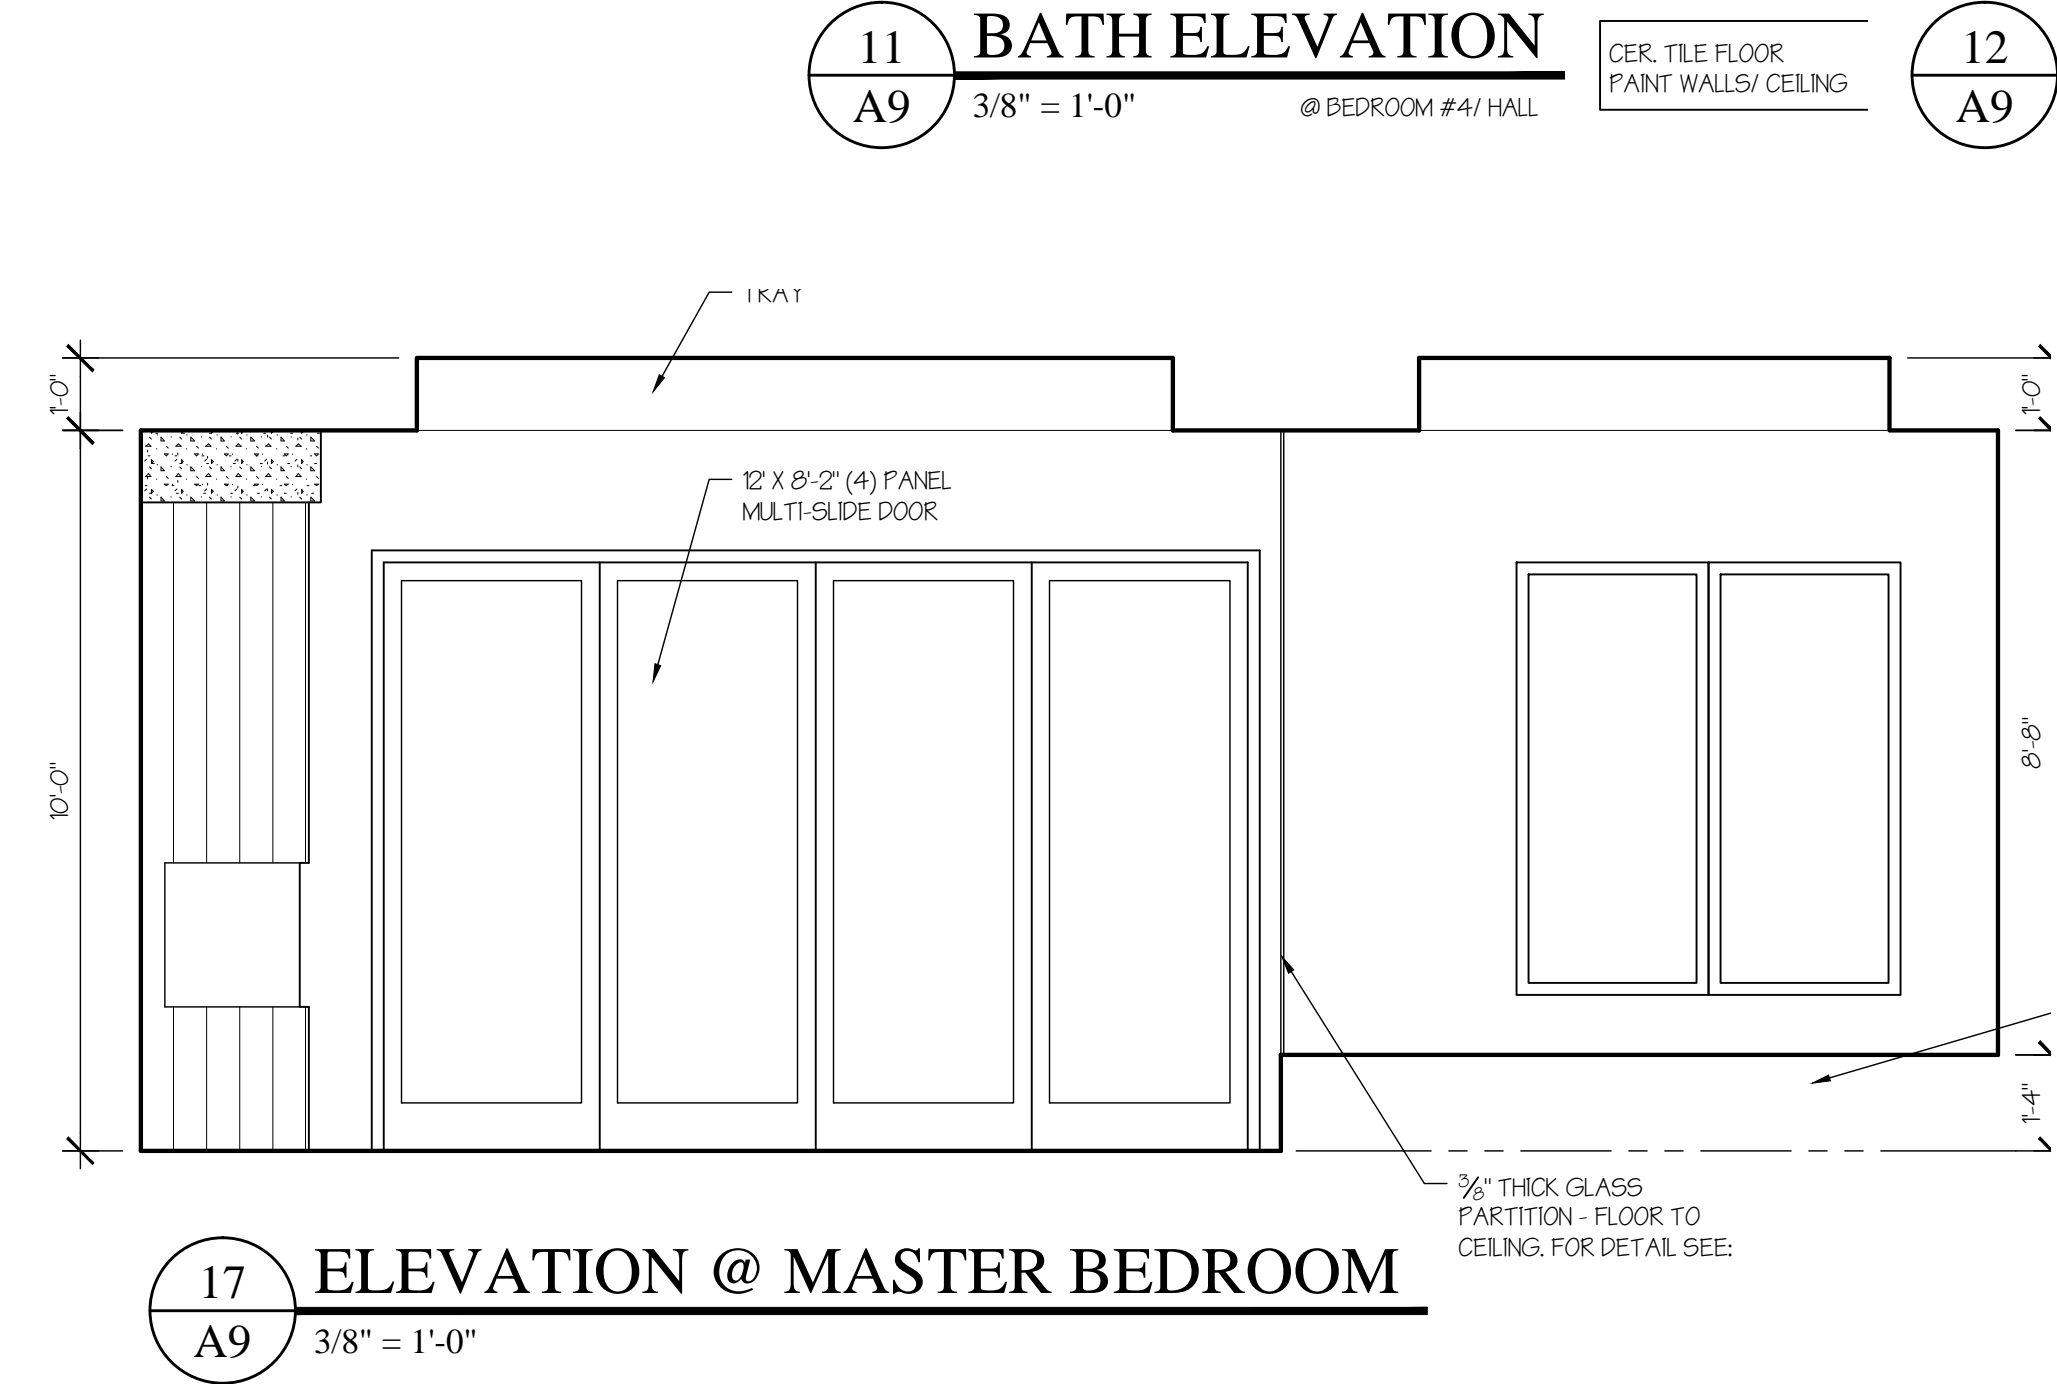 11
A9
BATH ELEVATION
3/8" = 1'-0"
@ BEDROOM #4/ HALL
CER. TILE FLOOR
PAINT WALLS/ CEILING
12
A9
TRAY
1'-0"
1'-0"
12' X 8'-2" (4) PANEL
MULTI-SLIDE DOOR
10'-0"
8'-8"
1'-4"
3/8" THICK GLASS
PARTITION - FLOOR TO
CEILING. FOR DETAIL SEE:
17
A9
ELEVATION @ MASTER BEDROOM
3/8" = 1'-0"